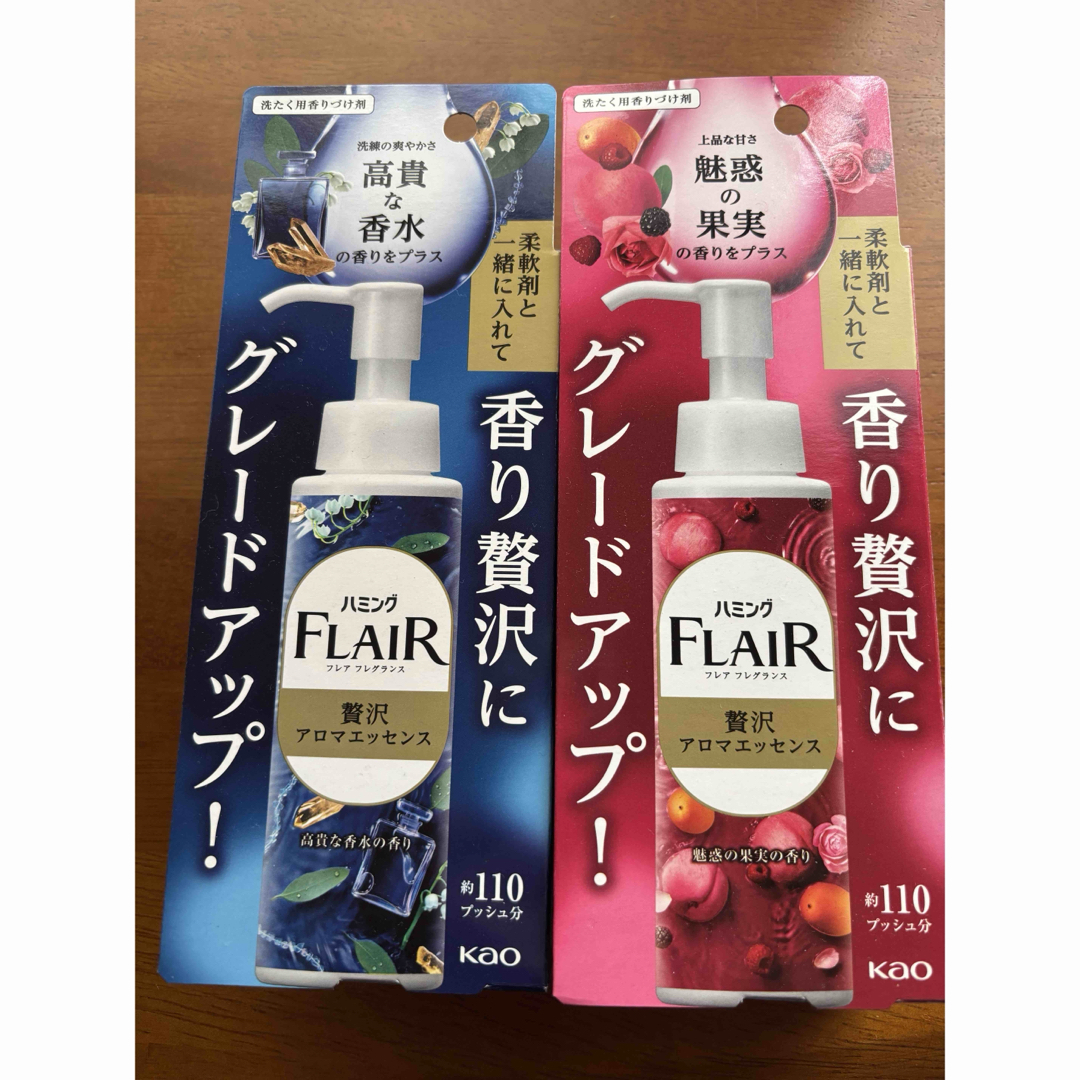 洗たく用香りづけ剤
洗練の爽やかさ
高貴
な
香水
の香りをプラス
柔軟剤と
一緒に入れて
香り贅沢に
グレードアップ！
ハミング
FLAIR
フレア フレグランス
贅沢
アロマエッセンス
高貴な香水の香り
約110
プッシュ分
Kao
洗たく用香りづけ剤
上品な甘さ
魅惑
の
果実
の香りをプラス
柔軟剤と
一緒に入れて
香り贅沢に
グレードアップ！
ハミング
FLAIR
フレア フレグランス
贅沢
アロマエッセンス
魅惑の果実の香り
約110
プッシュ分
Kao